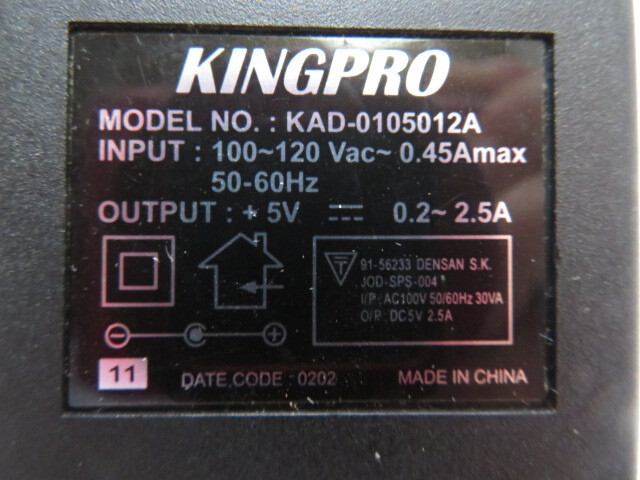 KINGPRO
MODEL NO. : KAD-0105012A
INPUT : 100~120 Vac~ 0.45Amax
50-60Hz
OUTPUT : + 5V ⎓ 0.2~ 2.5A
T
91-56233 DENSAN S.K.
JOD-SPS-004
I/P: AC100V 50/60Hz 30VA
O/P: DC5V 2.5A
11
DATE CODE : 0202
MADE IN CHINA